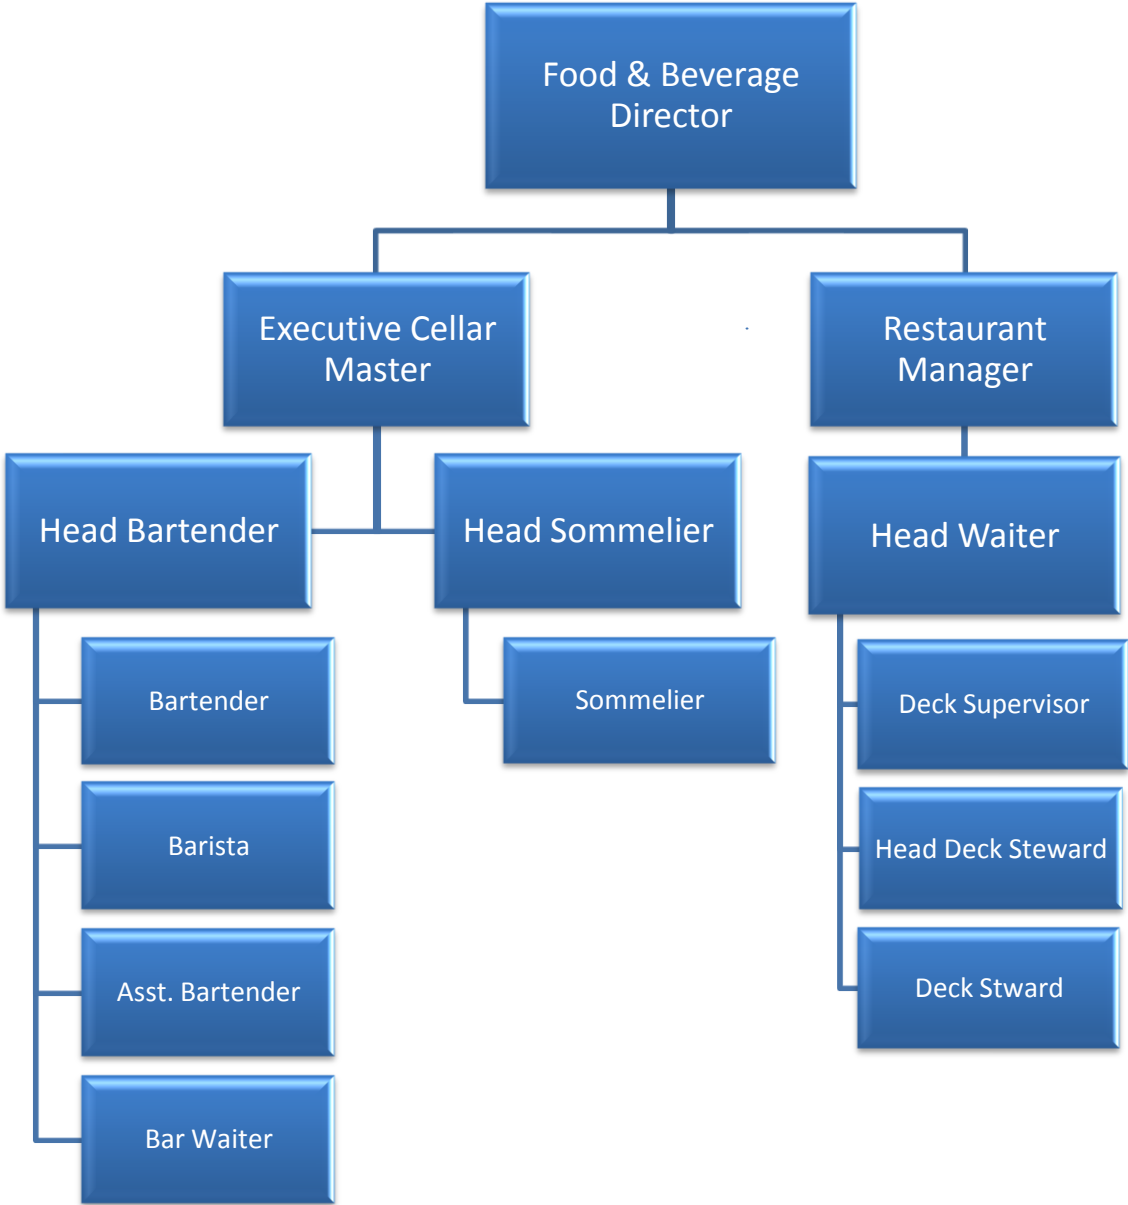 Food & Beverage
Director
Executive Cellar
Master
Restaurant
Manager
Head Bartender
Head Sommelier
Head Waiter
Bartender
Sommelier
Deck Supervisor
Barista
Head Deck Steward
Asst. Bartender
Deck Stward
Bar Waiter